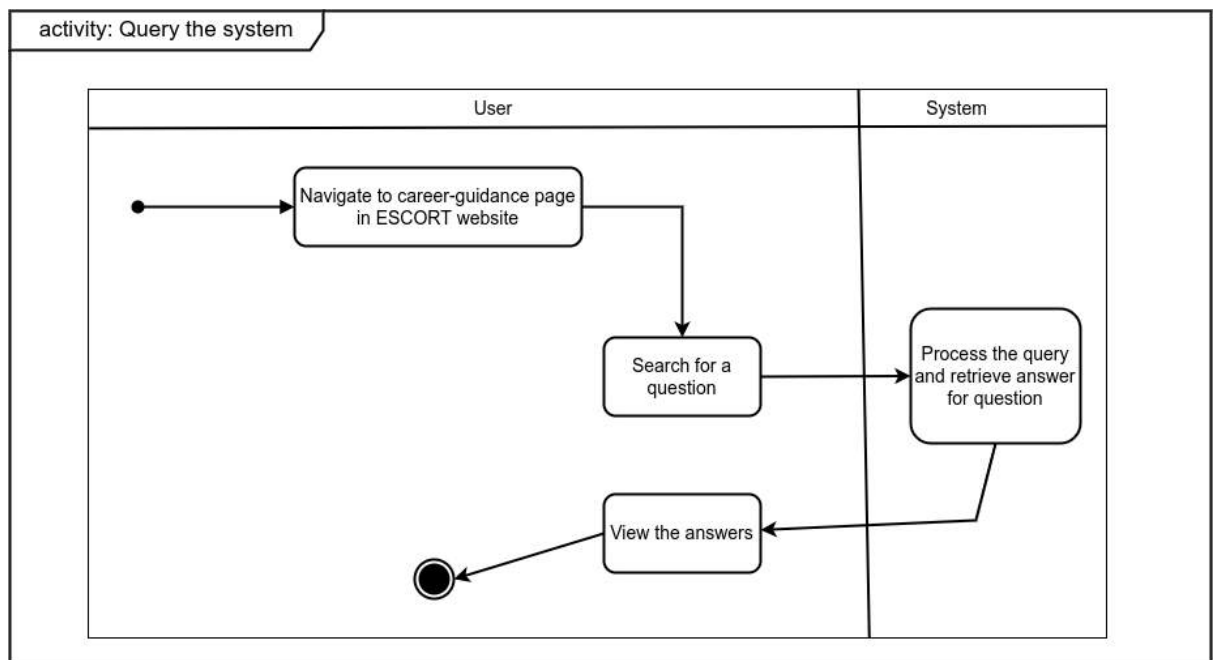 activity: Query the system
User
System
Navigate to career-guidance page
in ESCORT website
Search for a
question
Process the query
and retrieve answer
for question
View the answers